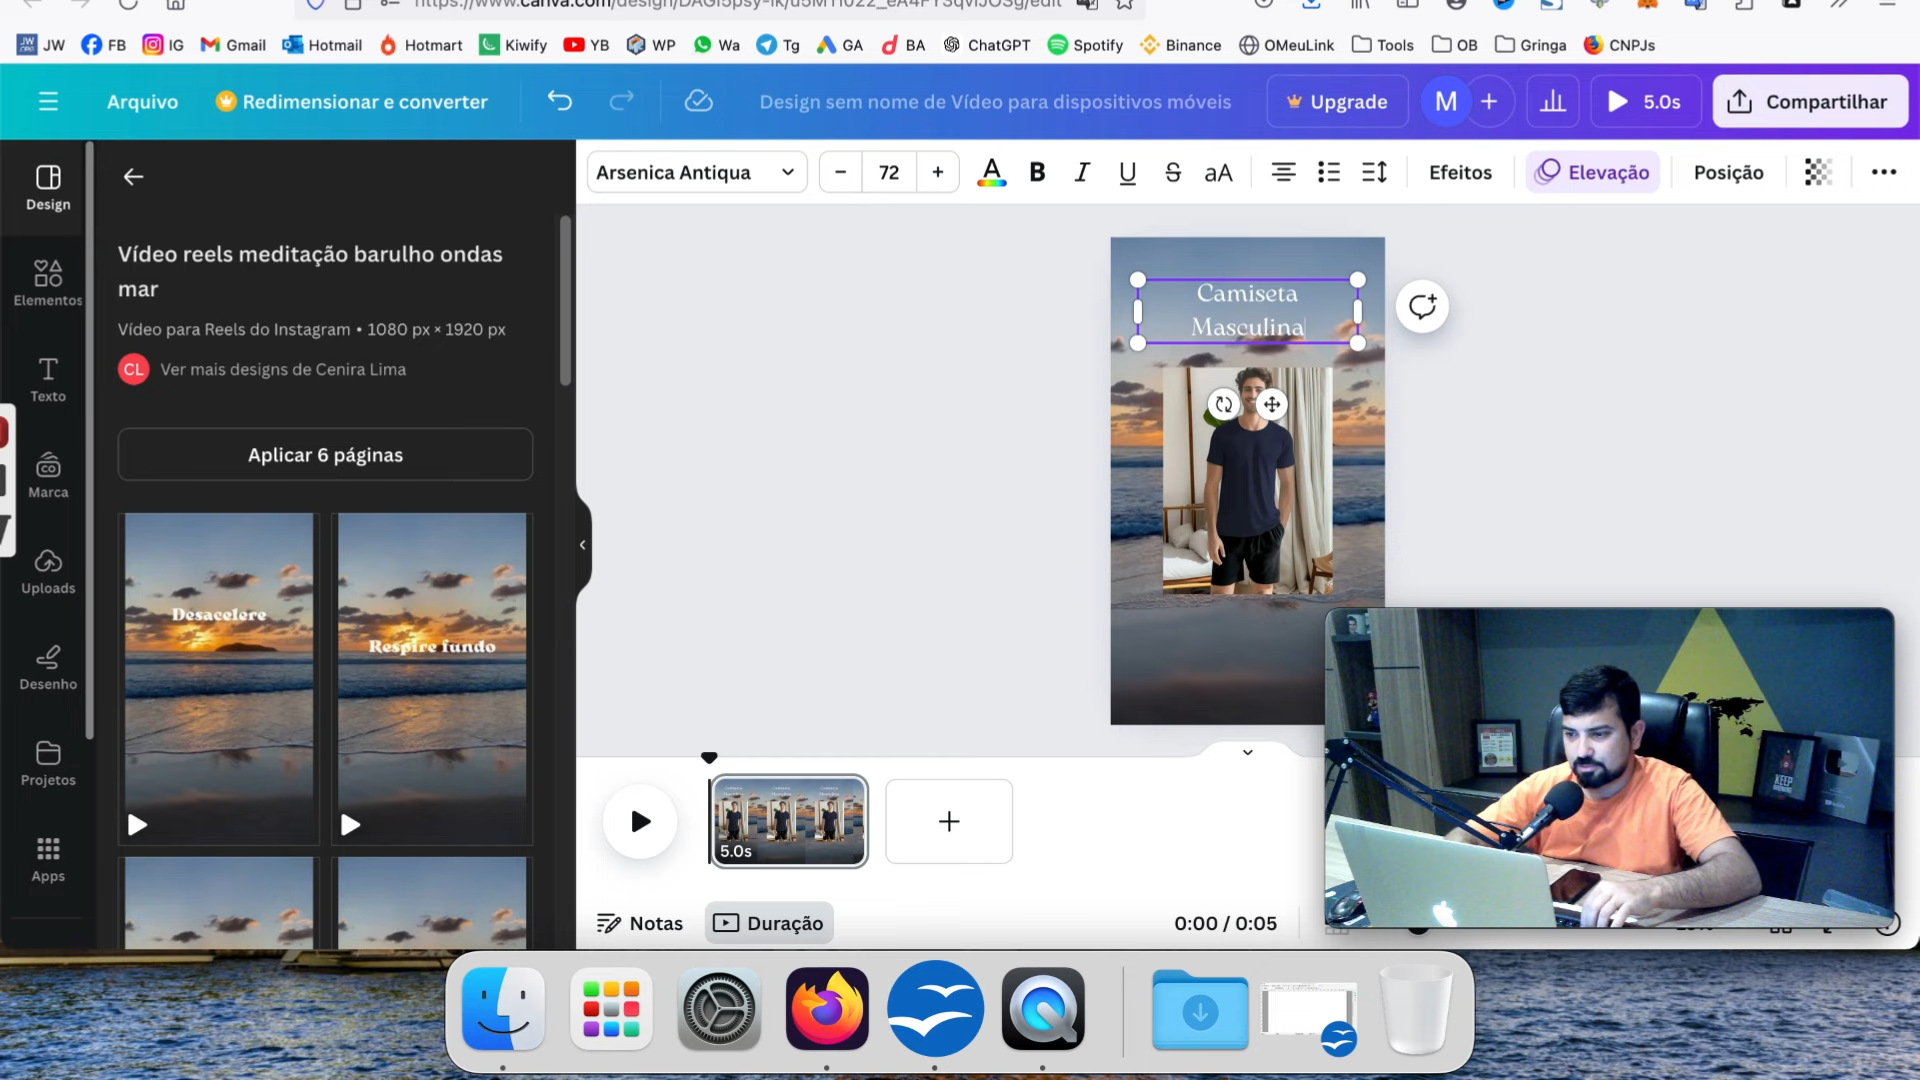 JW
FB
IG
Gmail
Hotmail
Hotmart
Kiwify
YB
WP
Wa
Tg
GA
BA
ChatGPT
Spotify
Binance
OMeuLink
Tools
OB
Gringa
CNPJs
Arquivo
Redimensionar e converter
Design sem nome de Vídeo para dispositivos móveis
Upgrade
M
5.0s
Compartilhar
Arsenica Antiqua
72
A
B
I
U
S
aA
Efeitos
Elevação
Posição
Design
Elementos
Texto
Marca
Uploads
Desenho
Projetos
Apps
Vídeo reels meditação barulho ondas
mar
Vídeo para Reels do Instagram • 1080 px × 1920 px
CL
Ver mais designs de Cenira Lima
Aplicar 6 páginas
Desacelere
Respire fundo
Camiseta
Masculina
5.0s
Notas
Duração
0:00 / 0:05
KEEP